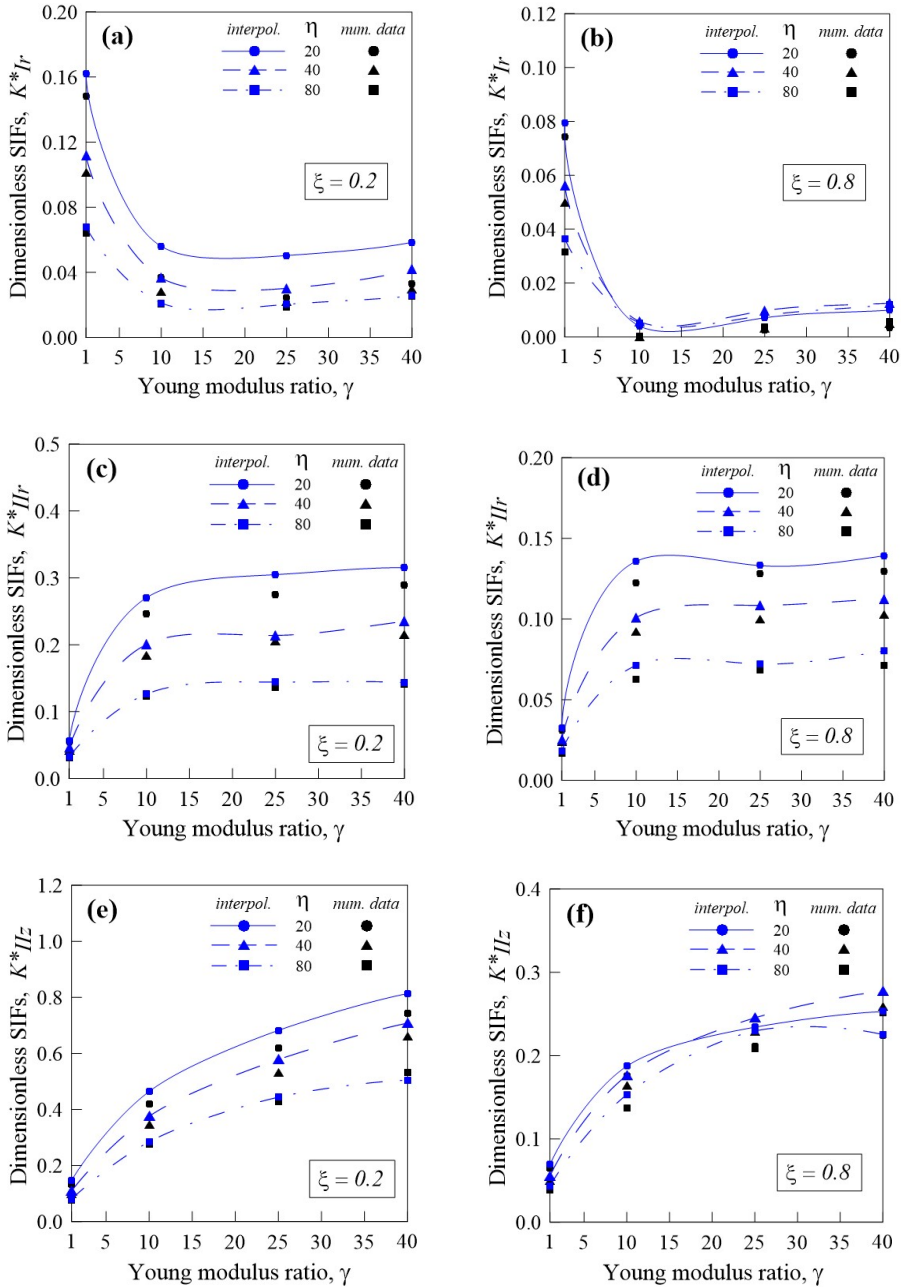 (a)
interpol. η num. data
20
40
80
ξ = 0.2
Dimensionless SIFs, K*Ir
0.20
0.16
0.12
0.08
0.04
0.00
1 5 10 15 20 25 30 35 40
Young modulus ratio, γ
(b)
interpol. η num. data
20
40
80
ξ = 0.8
Dimensionless SIFs, K*Ir
0.12
0.10
0.08
0.06
0.04
0.02
0.00
1 5 10 15 20 25 30 35 40
Young modulus ratio, γ
(c)
interpol. η num. data
20
40
80
ξ = 0.2
Dimensionless SIFs, K*IIr
0.5
0.4
0.3
0.2
0.1
0.0
1 5 10 15 20 25 30 35 40
Young modulus ratio, γ
(d)
interpol. η num. data
20
40
80
ξ = 0.8
Dimensionless SIFs, K*IIr
0.20
0.15
0.10
0.05
0.00
1 5 10 15 20 25 30 35 40
Young modulus ratio, γ
(e)
interpol. η num. data
20
40
80
ξ = 0.2
Dimensionless SIFs, K*IIz
1.2
1.0
0.8
0.6
0.4
0.2
0.0
1 5 10 15 20 25 30 35 40
Young modulus ratio, γ
(f)
interpol. η num. data
20
40
80
ξ = 0.8
Dimensionless SIFs, K*IIz
0.4
0.3
0.2
0.1
0.0
1 5 10 15 20 25 30 35 40
Young modulus ratio, γ